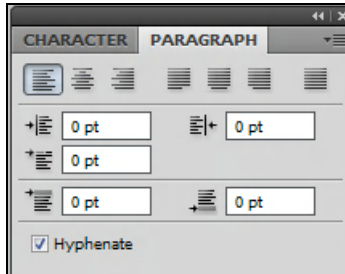 CHARACTER PARAGRAPH
0 pt 0 pt
0 pt
0 pt 0 pt
Hyphenate